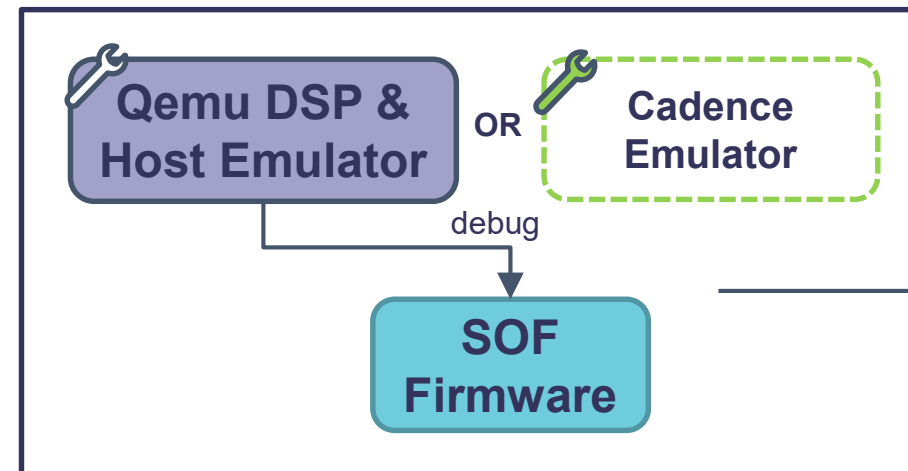 Qemu DSP &
Host Emulator
OR
Cadence
Emulator
debug
SOF
Firmware